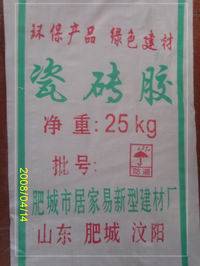 环保产品 绿色建材
瓷砖胶
净重:25kg
批号:
防潮
肥城市居家易新型建材厂
山东 肥城 汶阳
2008/04/14